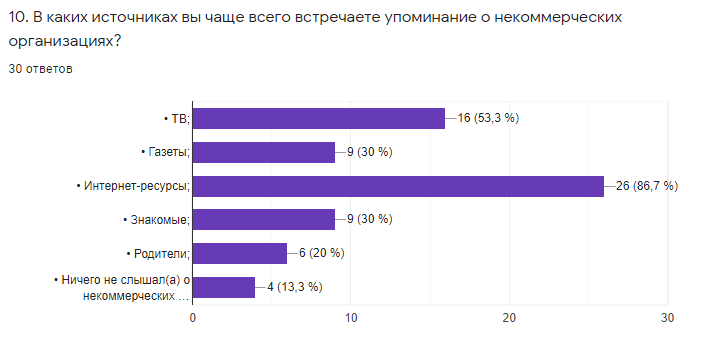 10. В каких источниках вы чаще всего встречаете упоминание о некоммерческих
организациях?
30 ответов
• ТВ;
16 (53,3 %)
• Газеты;
9 (30 %)
• Интернет-ресурсы;
26 (86,7 %)
• Знакомые;
9 (30 %)
• Родители;
6 (20 %)
• Ничего не слышал(а) о
некоммерческих ...
4 (13,3 %)
0 10 20 30